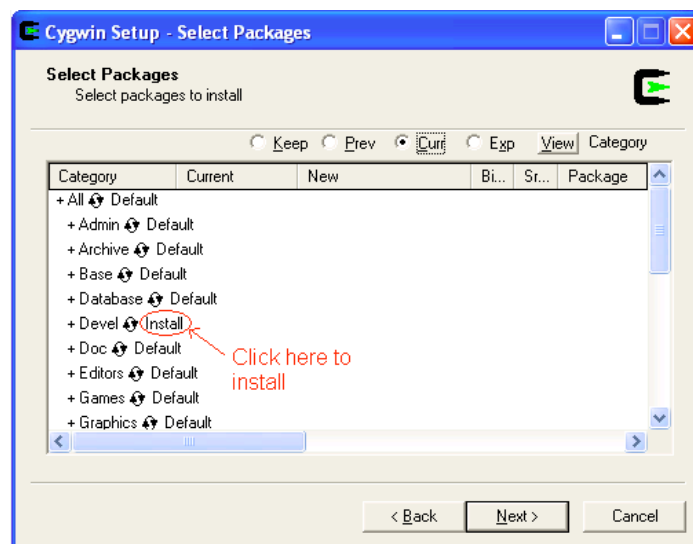 Cygwin Setup - Select Packages
Select Packages
Select packages to install
Keep Prev Curr Exp View Category
Category Current New Bi... Sr... Package
+ All Default
+ Admin Default
+ Archive Default
+ Base Default
+ Database Default
+ Devel Install
+ Doc Default
+ Editors Default
+ Games Default
+ Graphics Default
Click here to
install
< Back Next > Cancel